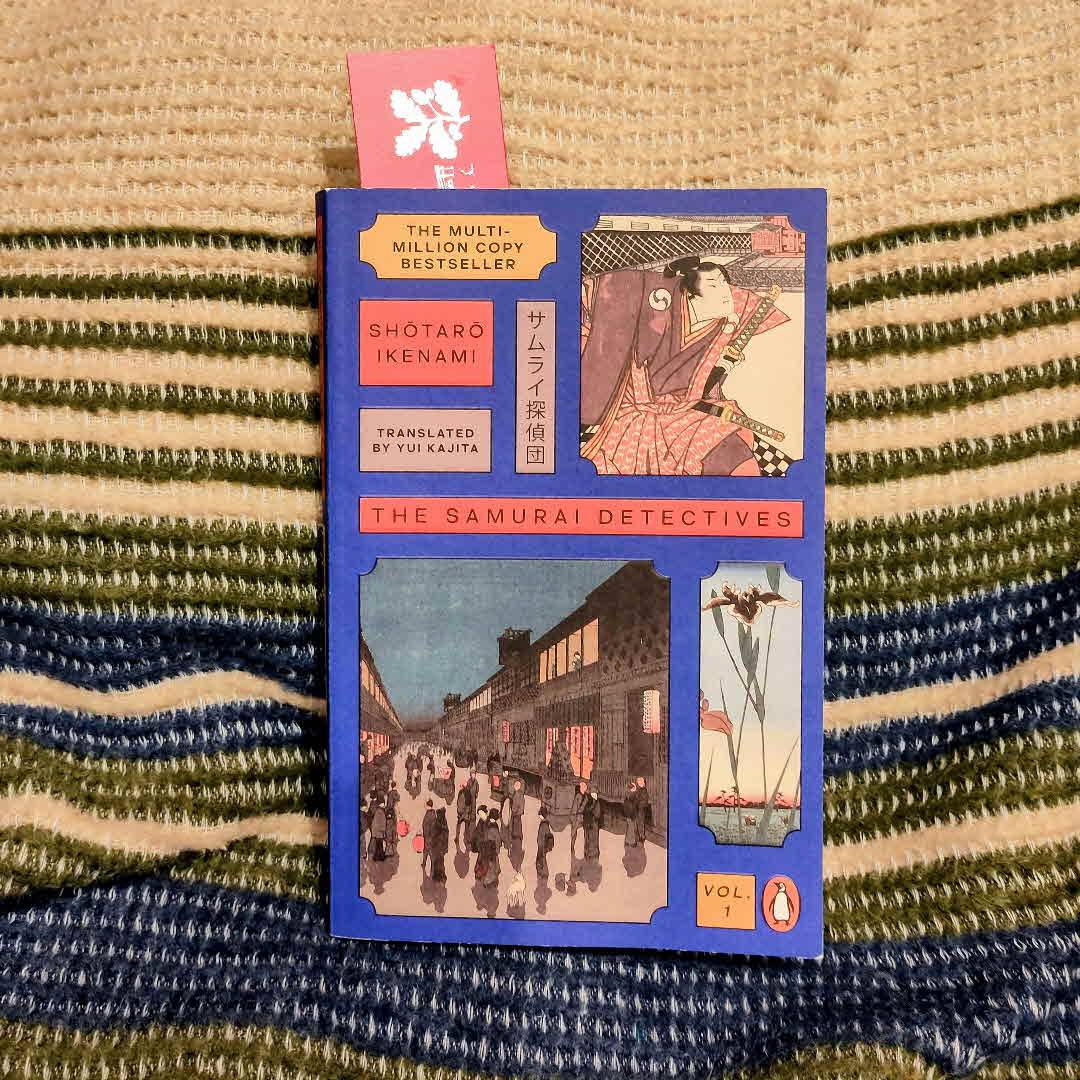 THE MULTI-
MILLION COPY
BESTSELLER
SHŌTARŌ
IKENAMI
サムライ探偵団
TRANSLATED
BY YUI KAJITA
THE SAMURAI DETECTIVES
VOL.
1